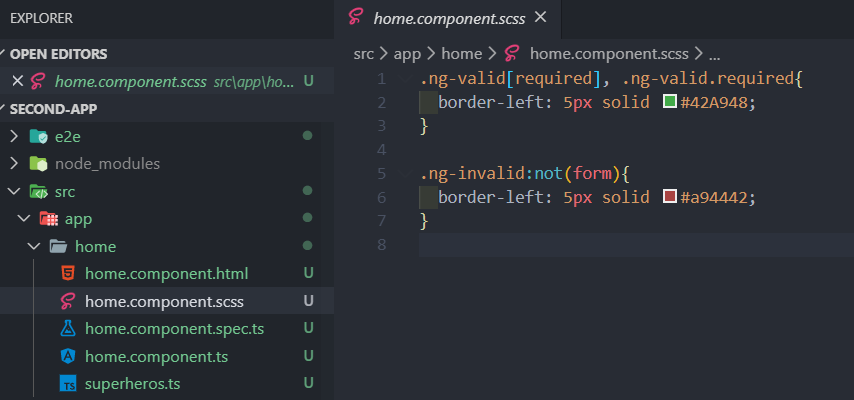 EXPLORER
OPEN EDITORS
home.component.scss src\app\ho... U
SECOND-APP
e2e
node_modules
src
app
home
home.component.html U
home.component.scss U
home.component.spec.ts U
home.component.ts U
TS superheros.ts U
home.component.scss
src > app > home > home.component.scss > ...
1 .ng-valid[required], .ng-valid.required{
2 border-left: 5px solid #42A948;
3 }
4
5 .ng-invalid:not(form){
6 border-left: 5px solid #a94442;
7 }
8